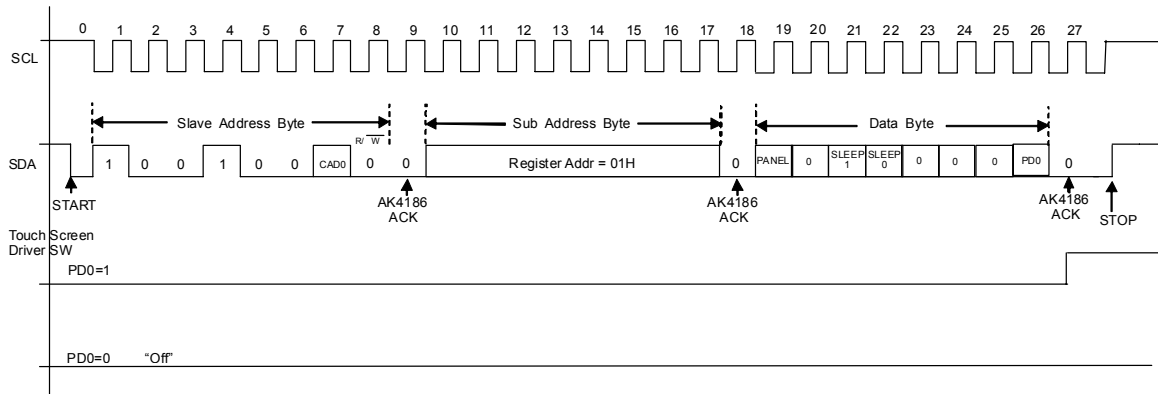 0 1 2 3 4 5 6 7 8 9 10 11 12 13 14 15 16 17 18 19 20 21 22 23 24 25 26 27
SCL
Slave Address Byte Sub Address Byte Data Byte
R/W
SDA 1 0 0 1 0 0 CAD0 0 0 Register Addr = 01H 0 PANEL 0 SLEEP 1 SLEEP 0 0 0 0 PD0 0
START
AK4186 ACK
AK4186 ACK
AK4186 ACK
STOP
Touch Screen
Driver SW
PD0=1
PD0=0 “Off”